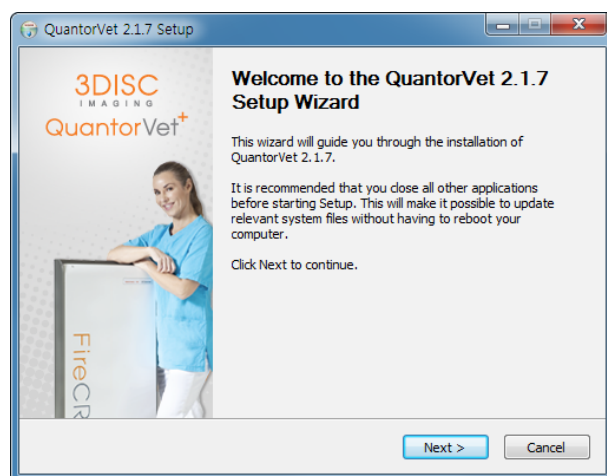 QuantorVet 2.1.7 Setup
3DISC
IMAGING
QuantorVet+
FireCR
Welcome to the QuantorVet 2.1.7
Setup Wizard
This wizard will guide you through the installation of
QuantorVet 2.1.7.
It is recommended that you close all other applications
before starting Setup. This will make it possible to update
relevant system files without having to reboot your
computer.
Click Next to continue.
Next >
Cancel